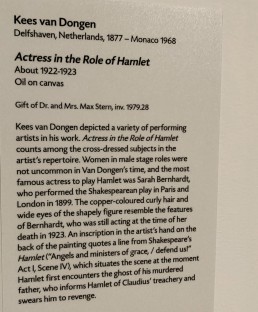 Kees van Dongen
Delfshaven, Netherlands, 1877 – Monaco 1968
Actress in the Role of Hamlet
About 1922-1923
Oil on canvas
Gift of Dr. and Mrs. Max Stern, inv. 1979.28
Kees van Dongen depicted a variety of performing
artists in his work. Actress in the Role of Hamlet
counts among the cross-dressed subjects in the
artist's repertoire. Women in male stage roles were
not uncommon in Van Dongen's time, and the most
famous actress to play Hamlet was Sarah Bernhardt,
who performed the Shakespearean play in Paris and
London in 1899. The copper-coloured curly hair and
wide eyes of the shapely figure resemble the features
of Bernhardt, who was still acting at the time of her
death in 1923. An inscription in the artist's hand on the
back of the painting quotes a line from Shakespeare's
Hamlet ("Angels and ministers of grace, / defend us!"
Act I, Scene IV), which situates the scene at the moment
Hamlet first encounters the ghost of his murdered
father, who informs Hamlet of Claudius' treachery and
swears him to revenge.